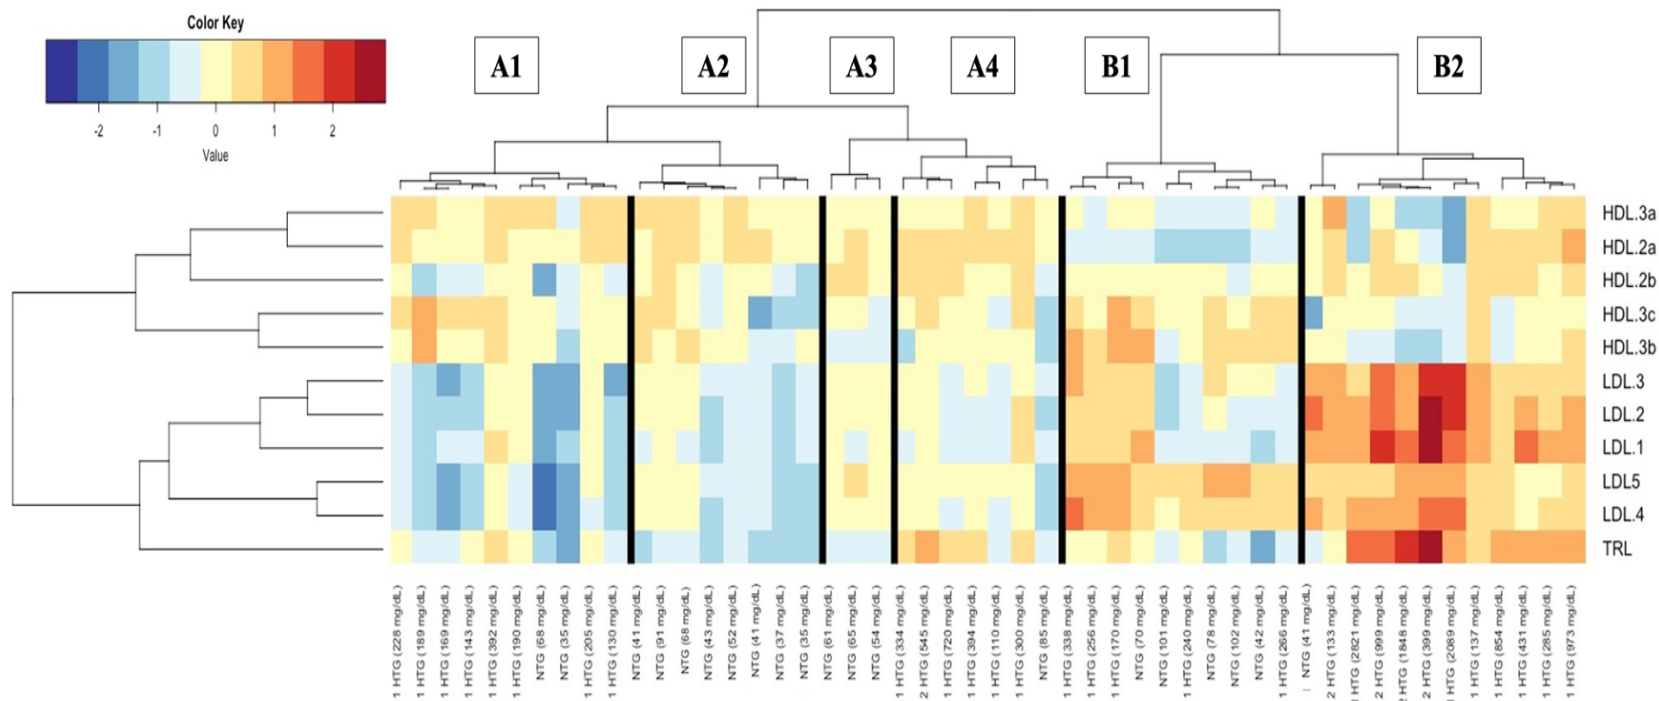 Color Key
-2 -1 0 1 2
Value
A1 A2 A3 A4 B1 B2
HDL.3a
HDL.2a
HDL.2b
HDL.3c
HDL.3b
LDL.3
LDL.2
LDL.1
LDL5
LDL.4
TRL
1 HTG (228 mg/dL)
1 HTG (189 mg/dL)
1 HTG (169 mg/dL)
1 HTG (143 mg/dL)
1 HTG (392 mg/dL)
1 HTG (190 mg/dL)
NTG (68 mg/dL)
NTG (35 mg/dL)
1 HTG (205 mg/dL)
1 HTG (130 mg/dL)
NTG (41 mg/dL)
NTG (91 mg/dL)
NTG (68 mg/dL)
NTG (43 mg/dL)
NTG (52 mg/dL)
NTG (41 mg/dL)
NTG (37 mg/dL)
NTG (35 mg/dL)
NTG (61 mg/dL)
NTG (65 mg/dL)
NTG (54 mg/dL)
1 HTG (334 mg/dL)
2 HTG (545 mg/dL)
1 HTG (720 mg/dL)
1 HTG (394 mg/dL)
1 HTG (110 mg/dL)
1 HTG (300 mg/dL)
NTG (85 mg/dL)
1 HTG (338 mg/dL)
1 HTG (256 mg/dL)
1 HTG (170 mg/dL)
NTG (70 mg/dL)
NTG (101 mg/dL)
1 HTG (240 mg/dL)
NTG (78 mg/dL)
NTG (102 mg/dL)
NTG (42 mg/dL)
1 HTG (266 mg/dL)
NTG (41 mg/dL)
2 HTG (133 mg/dL)
HTG (2821 mg/dL)
2 HTG (999 mg/dL)
2 HTG (1848 mg/dL)
2 HTG (399 mg/dL)
HTG (2089 mg/dL)
1 HTG (137 mg/dL)
1 HTG (854 mg/dL)
1 HTG (431 mg/dL)
1 HTG (285 mg/dL)
1 HTG (973 mg/dL)